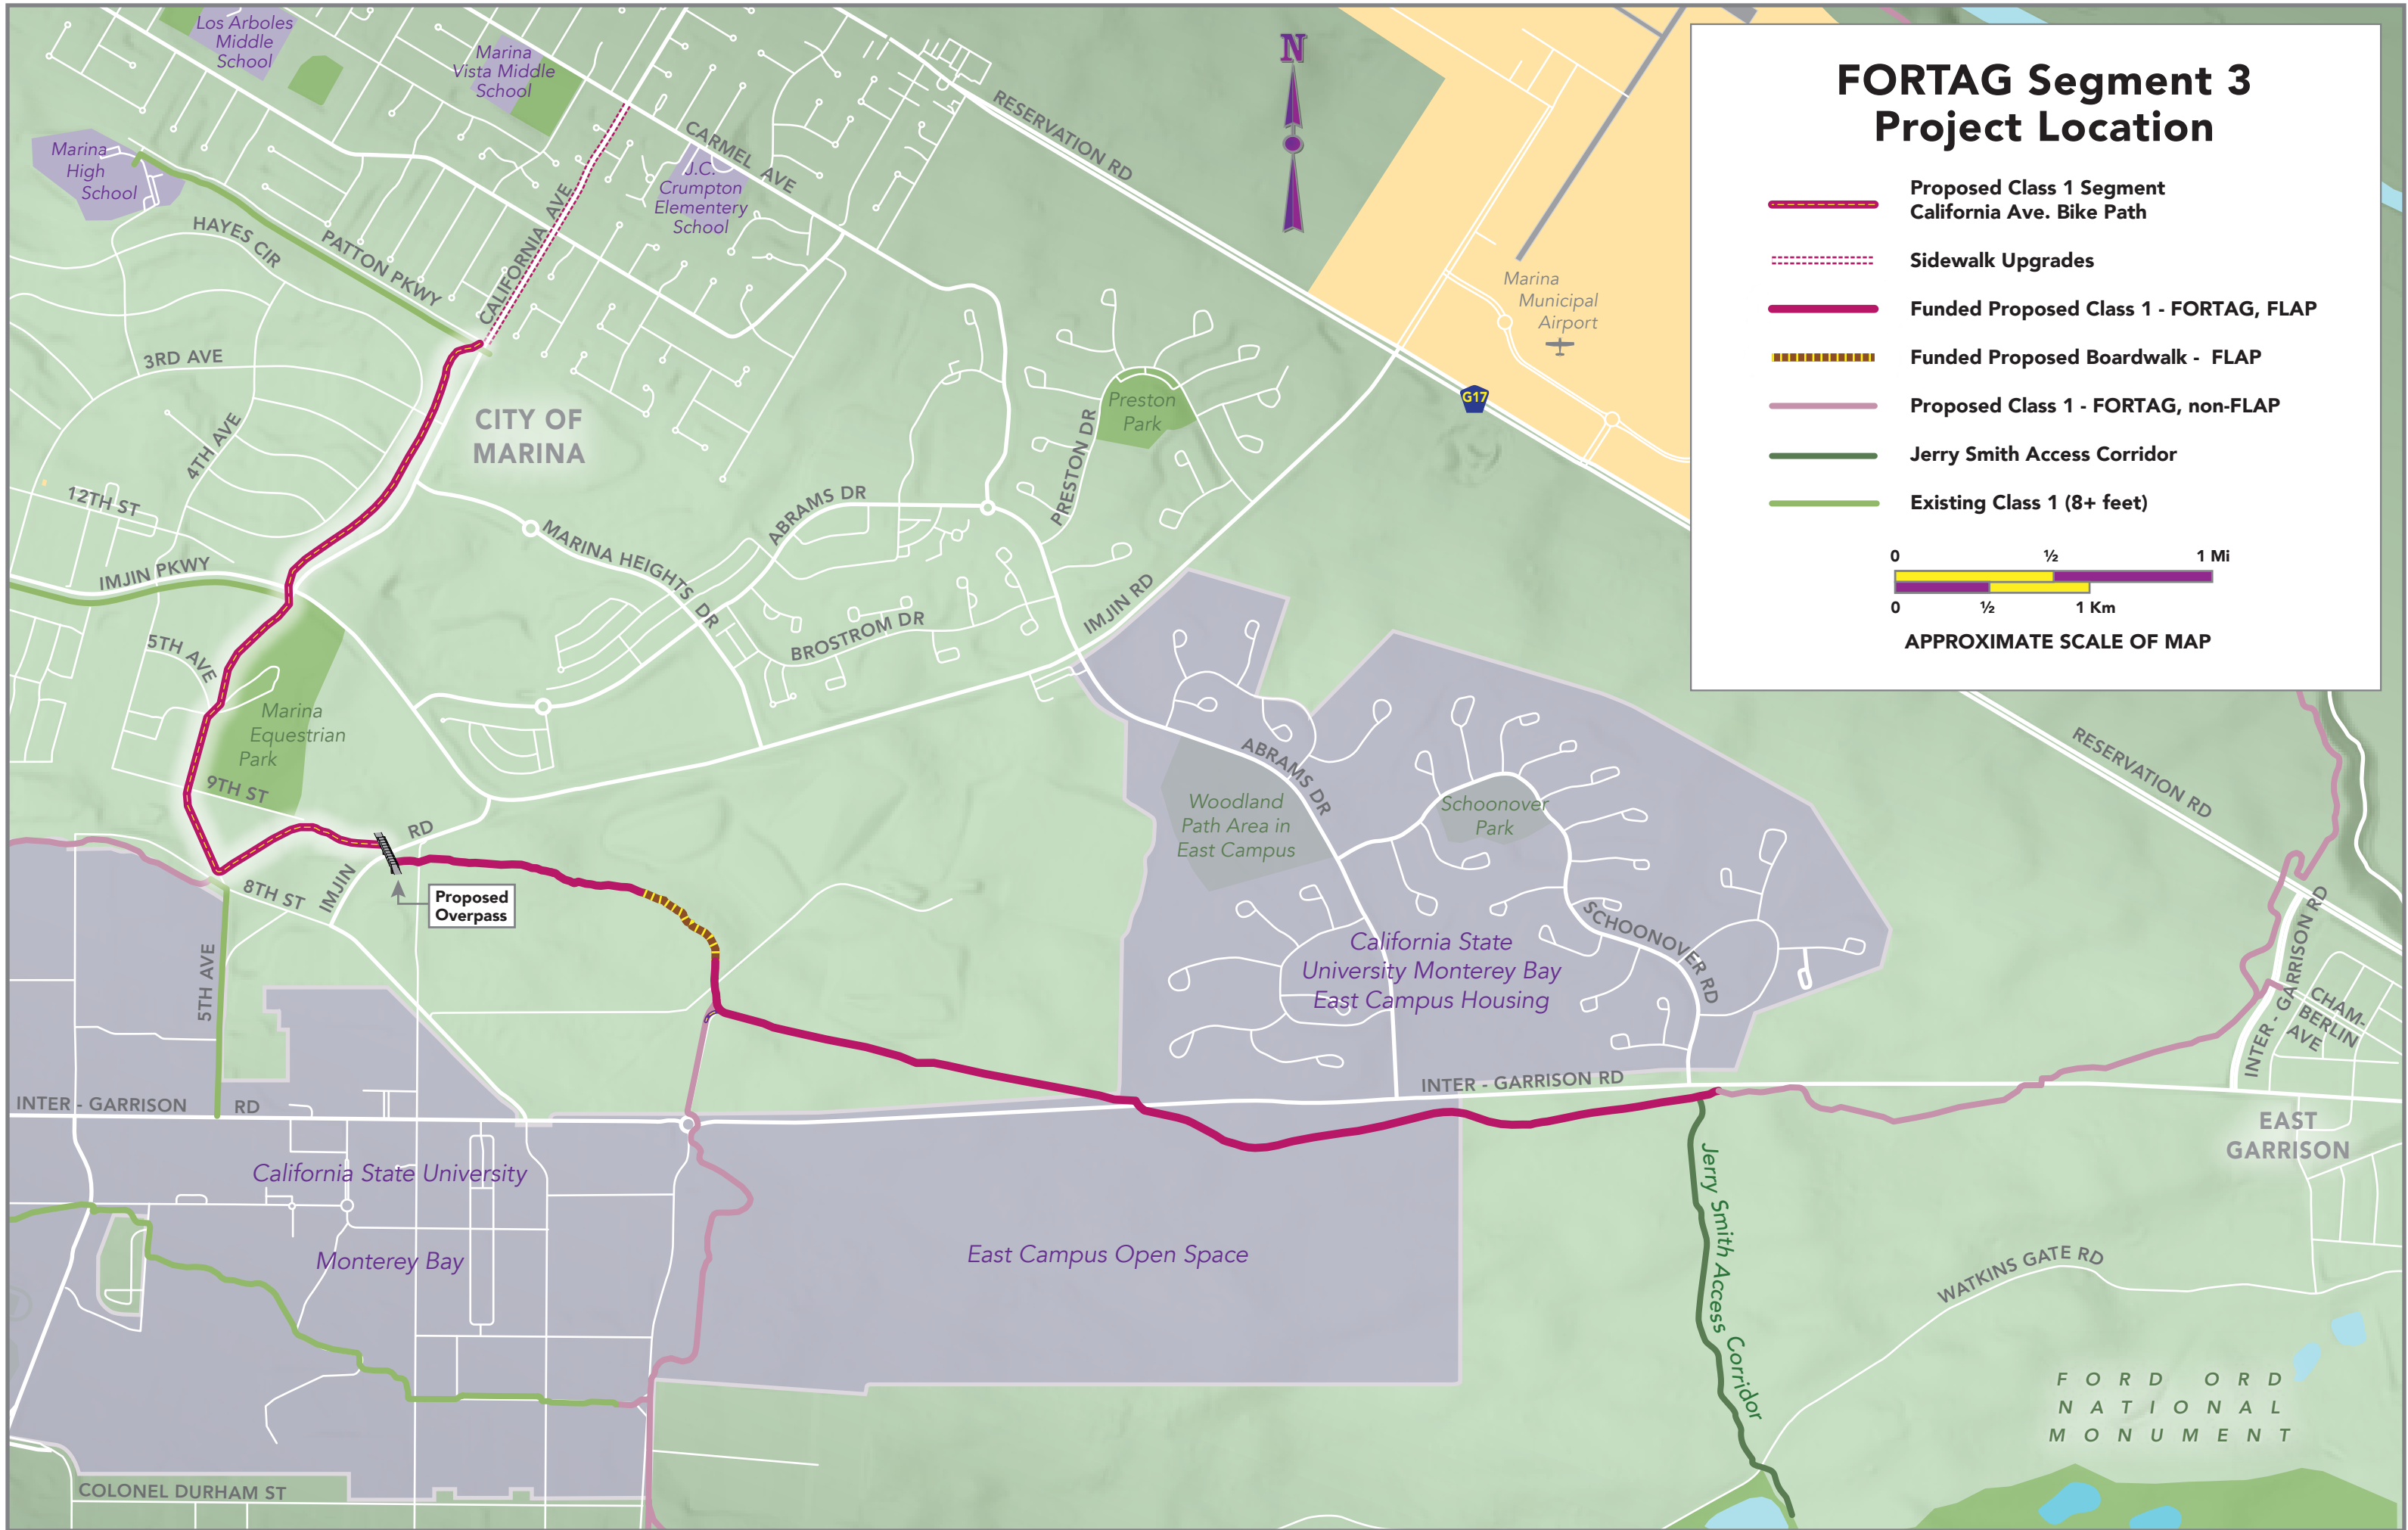 Los Arboles
Middle
School
Marina
Vista Middle
School
Marina
High
School
J.C.
Crumpton
Elementery
School
CARMEL AVE
RESERVATION RD
CALIFORNIA AVE
HAYES CIR
PATTON PKWY
3RD AVE
4TH AVE
12TH ST
IMJIN PKWY
5TH AVE
CITY OF
MARINA
MARINA HEIGHTS DR
ABRAMS DR
BROSTROM DR
PRESTON DR
Preston
Park
IMJIN RD
Marina
Municipal
Airport
G17
N
FORTAG Segment 3
Project Location
Proposed Class 1 Segment
California Ave. Bike Path
Sidewalk Upgrades
Funded Proposed Class 1 - FORTAG, FLAP
Funded Proposed Boardwalk - FLAP
Proposed Class 1 - FORTAG, non-FLAP
Jerry Smith Access Corridor
Existing Class 1 (8+ feet)
0 ½ 1 Mi
0 ½ 1 Km
APPROXIMATE SCALE OF MAP
Marina
Equestrian
Park
9TH ST
8TH ST
IMJIN RD
Proposed
Overpass
5TH AVE
ABRAMS DR
Woodland
Path Area in
East Campus
Schoonover
Park
SCHOONOVER RD
California State
University Monterey Bay
East Campus Housing
RESERVATION RD
INTER - GARRISON RD
CHAM-
BERLIN
AVE
INTER - GARRISON RD
INTER - GARRISON RD
EAST
GARRISON
California State University
Monterey Bay
East Campus Open Space
Jerry Smith Access Corridor
WATKINS GATE RD
FORD ORD
NATIONAL
MONUMENT
COLONEL DURHAM ST